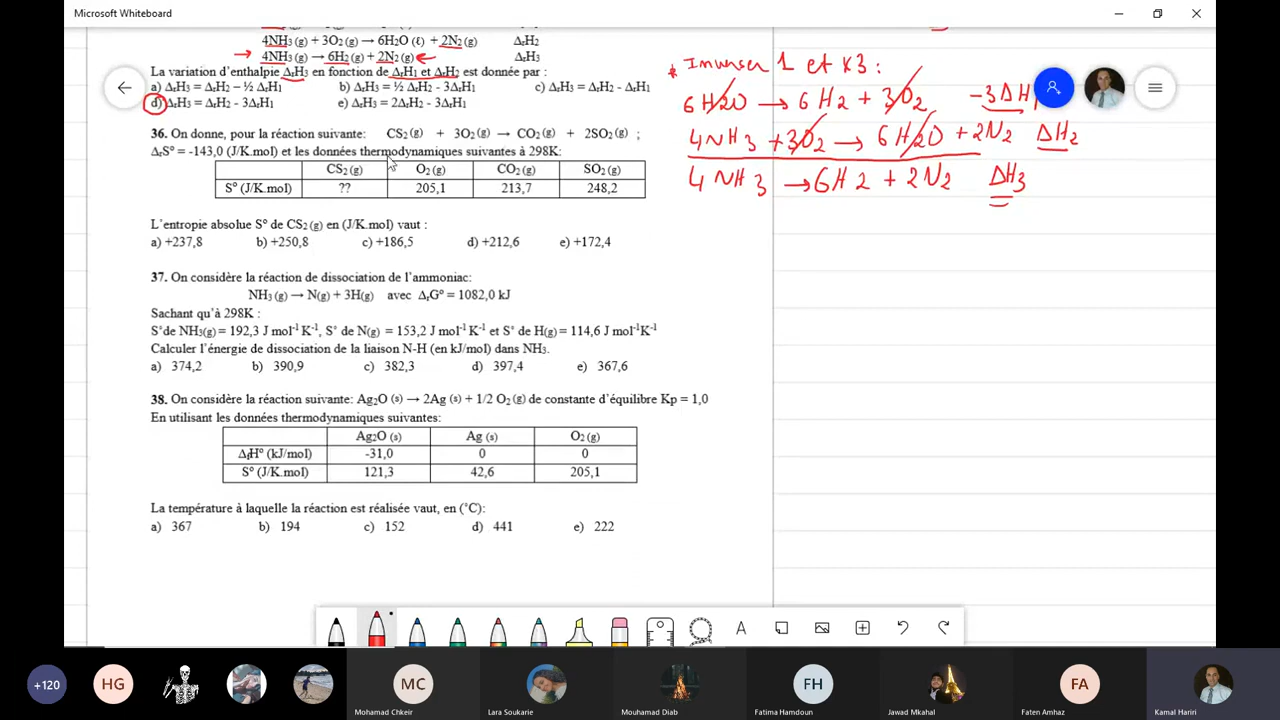 Microsoft Whiteboard
4NH3 (g) + 3O2 (g) → 6H2O (ℓ) + 2N2 (g) ΔrH2
→ 4NH3 (g) → 6H2 (g) + 2N2 (g) ← ΔrH3
La variation d'enthalpie ΔrH3 en fonction de ΔrH1 et ΔrH2 est donnée par :
a) ΔrH3 = ΔrH2 – ½ ΔrH1 b) ΔrH3 = ½ ΔrH2 - 3ΔrH1 c) ΔrH3 = ΔrH2 - ΔrH1
d) ΔrH3 = ΔrH2 - 3ΔrH1 e) ΔrH3 = 2ΔrH2 - 3ΔrH1
36. On donne, pour la réaction suivante: CS2 (g) + 3O2 (g) → CO2 (g) + 2SO2 (g) ;
ΔrS° = -143,0 (J/K.mol) et les données thermodynamiques suivantes à 298K:
CS2 (g) O2 (g) CO2 (g) SO2 (g)
S° (J/K.mol) ?? 205,1 213,7 248,2
L'entropie absolue S° de CS2 (g) en (J/K.mol) vaut :
a) +237,8 b) +250,8 c) +186,5 d) +212,6 e) +172,4
37. On considère la réaction de dissociation de l'ammoniac:
NH3 (g) → N(g) + 3H(g) avec ΔrG° = 1082,0 kJ
Sachant qu'à 298K :
S° de NH3(g) = 192,3 J mol-1 K-1, S° de N(g) = 153,2 J mol-1 K-1 et S° de H(g) = 114,6 J mol-1K-1
Calculer l'énergie de dissociation de la liaison N-H (en kJ/mol) dans NH3.
a) 374,2 b) 390,9 c) 382,3 d) 397,4 e) 367,6
38. On considère la réaction suivante: Ag2O (s) → 2Ag (s) + 1/2 O2 (g) de constante d'équilibre Kp = 1,0
En utilisant les données thermodynamiques suivantes:
Ag2O (s) Ag (s) O2 (g)
ΔfH° (kJ/mol) -31,0 0 0
S° (J/K.mol) 121,3 42,6 205,1
La température à laquelle la réaction est réalisée vaut, en (°C):
a) 367 b) 194 c) 152 d) 441 e) 222
* Inverser 1 et x3 :
6H2O → 6H2 + 3O2 -3ΔH1
4NH3 + 3O2 → 6H2O + 2N2 ΔH2
4NH3 → 6H2 + 2N2 ΔH3
A
+120 HG MC FH FA
Mohamad Chkeir Lara Soukarie Mouhamad Diab Fatima Hamdoun Jawad Mkahal Faten Amhaz Kamal Hariri